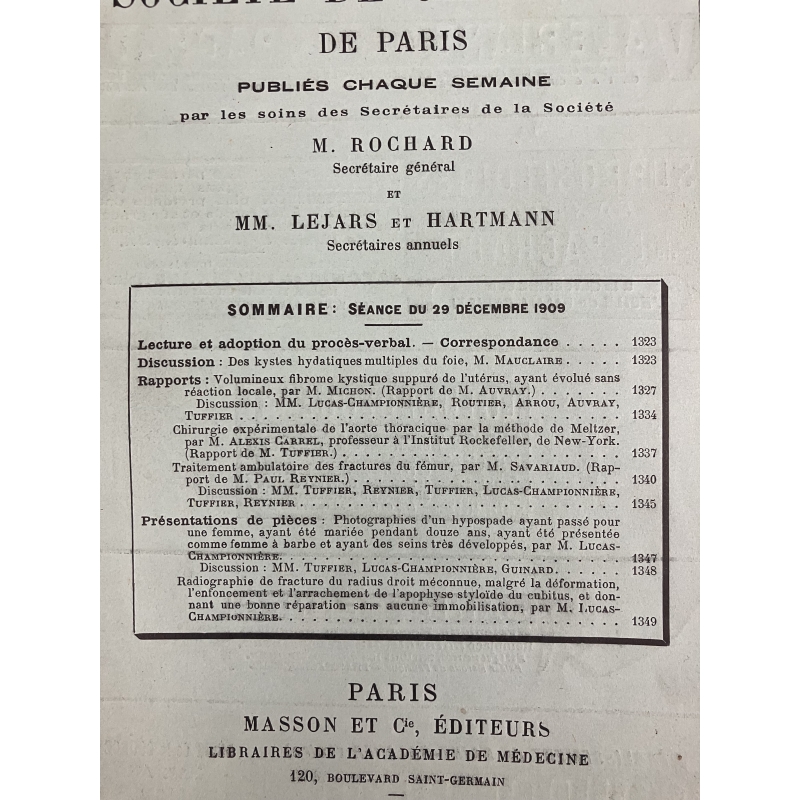 DE PARIS
PUBLIÉS CHAQUE SEMAINE
par les soins des Secrétaires de la Société
M. ROCHARD
Secrétaire général
ET
MM. LEJARS ET HARTMANN
Secrétaires annuels
SOMMAIRE: SÉANCE DU 29 DÉCEMBRE 1909
Lecture et adoption du procès-verbal. — Correspondance . . . . . 1323
Discussion : Des kystes hydatiques multiples du foie, M. MAUCLAIRE . . . . . 1323
Rapports : Volumineux fibrome kystique suppuré de l'utérus, ayant évolué sans
réaction locale, par M. MICHON. (Rapport de M. AUVRAY.) . . . . . . . 1327
Discussion : MM. LUCAS-CHAMPIONNIÈRE, ROUTIER, ARROU, AUVRAY,
TUFFIER . . . . . . . . . . . . . . . . . . . . . . . . . . . . . . . 1334
Chirurgie expérimentale de l'aorte thoracique par la méthode de Meltzer,
par M. ALEXIS CARREL, professeur à l'Institut Rockefeller, de New-York.
(Rapport de M. TUFFIER.) . . . . . . . . . . . . . . . . . . . . . . 1337
Traitement ambulatoire des fractures du fémur, par M. SAVARIAUD. (Rap-
port de M. PAUL REYNIER.) . . . . . . . . . . . . . . . . . . . . . 1340
Discussion : MM. TUFFIER, REYNIER, TUFFIER, LUCAS-CHAMPIONNIÈRE,
TUFFIER, REYNIER . . . . . . . . . . . . . . . . . . . . . . . . . . 1345
Présentations de pièces : Photographies d'un hypospade ayant passé pour
une femme, ayant été mariée pendant douze ans, ayant été présentée
comme femme à barbe et ayant des seins très développés, par M. LUCAS-
CHAMPIONNIÈRE. . . . . . . . . . . . . . . . . . . . . . . . . . . . 1347
Discussion : MM. TUFFIER, LUCAS-CHAMPIONNIÈRE, GUINARD. . . . . . 1348
Radiographie de fracture du radius droit méconnue, malgré la déformation,
l'enfoncement et l'arrachement de l'apophyse styloïde du cubitus, et don-
nant une bonne réparation sans aucune immobilisation, par M. LUCAS-
CHAMPIONNIÈRE. . . . . . . . . . . . . . . . . . . . . . . . . . . . 1349
PARIS
MASSON ET Cie, ÉDITEURS
LIBRAIRES DE L'ACADÉMIE DE MÉDECINE
120, BOULEVARD SAINT-GERMAIN